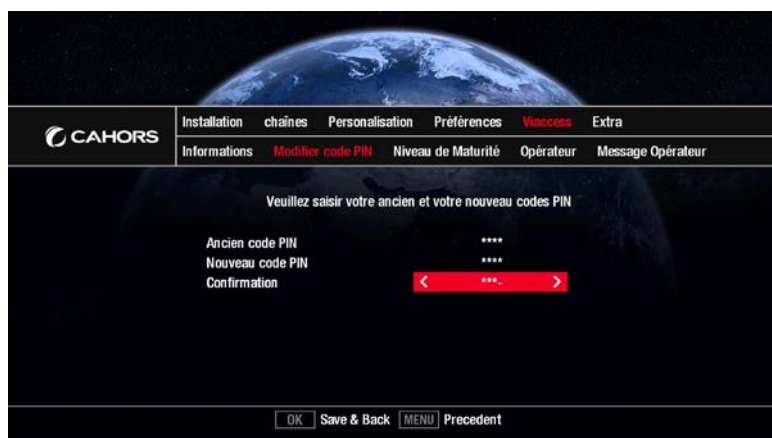 CAHORS
Installation chaînes Personalisation Préférences Viaccess Extra
Informations Modifier code PIN Niveau de Maturité Opérateur Message Opérateur
Veuillez saisir votre ancien et votre nouveau codes PIN
Ancien code PIN ****
Nouveau code PIN ****
Confirmation < ***- >
OK Save & Back MENU Precedent